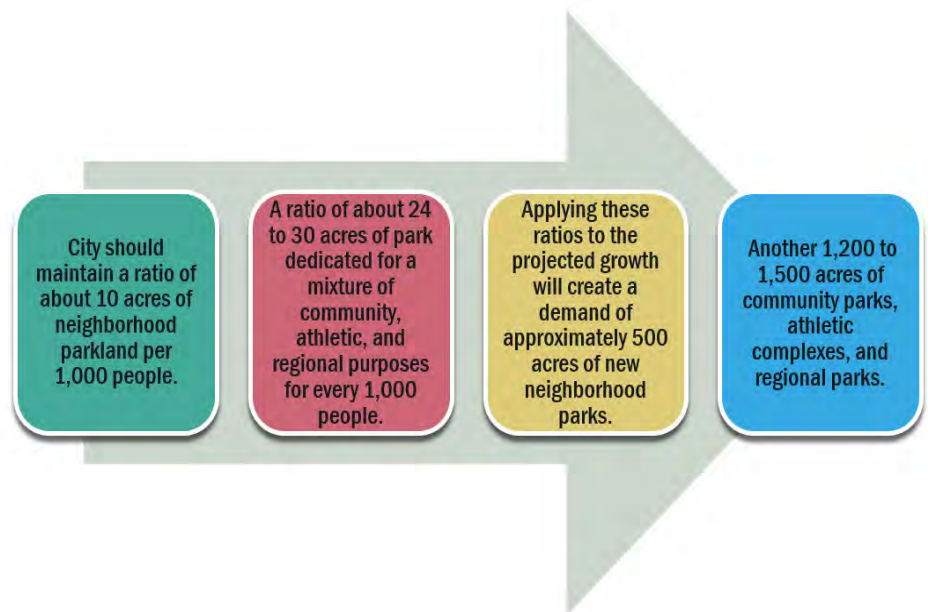 City should
maintain a ratio of
about 10 acres of
neighborhood
parkland per
1,000 people.
A ratio of about 24
to 30 acres of park
dedicated for a
mixture of
community,
athletic, and
regional purposes
for every 1,000
people.
Applying these
ratios to the
projected growth
will create a
demand of
approximately 500
acres of new
neighborhood
parks.
Another 1,200 to
1,500 acres of
community parks,
athletic
complexes, and
regional parks.